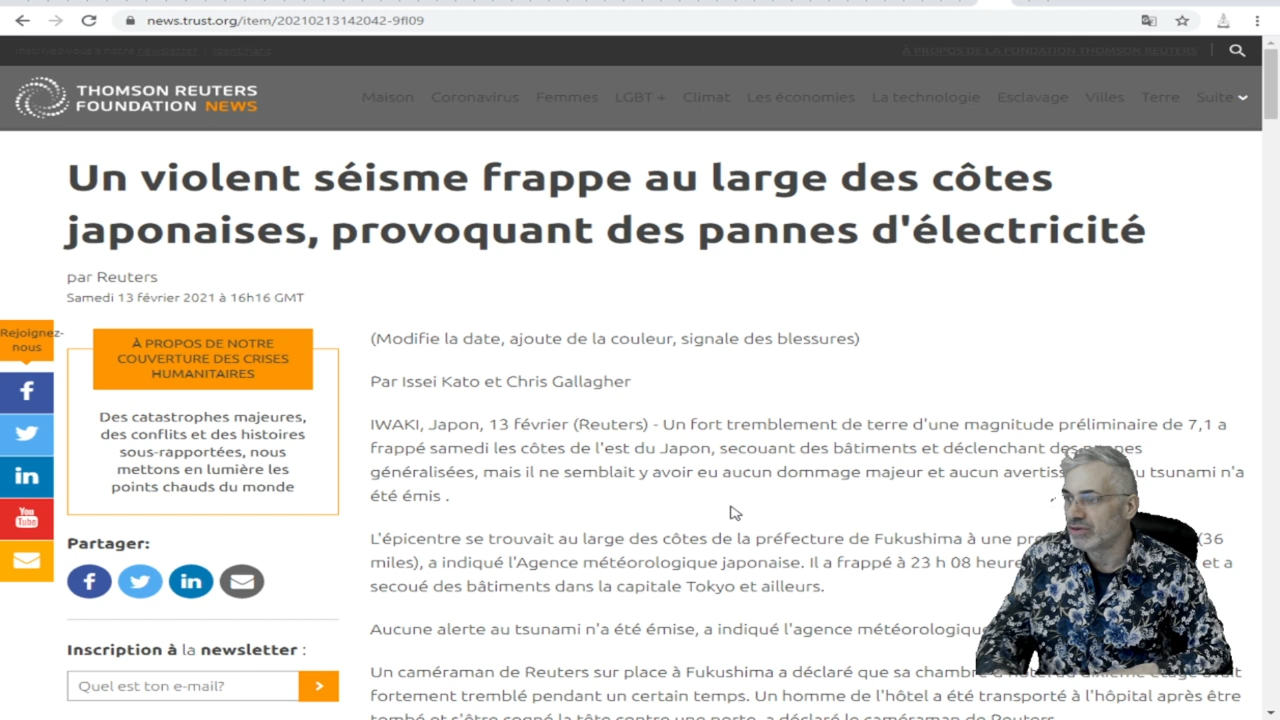 news.trust.org/item/20210213142042-9fl09
Inscrivez-vous à notre newsletter | Identifiant
À PROPOS DE LA FONDATION THOMSON REUTERS
THOMSON REUTERS
FOUNDATION NEWS
Maison Coronavirus Femmes LGBT + Climat Les économies La technologie Esclavage Villes Terre Suite
Un violent séisme frappe au large des côtes
japonaises, provoquant des pannes d'électricité
par Reuters
Samedi 13 février 2021 à 16h16 GMT
Rejoignez-
nous
f
in
You
Tube
À PROPOS DE NOTRE
COUVERTURE DES CRISES
HUMANITAIRES
Des catastrophes majeures,
des conflits et des histoires
sous-rapportées, nous
mettons en lumière les
points chauds du monde
Partager:
f in
Inscription à la newsletter :
Quel est ton e-mail? >
(Modifie la date, ajoute de la couleur, signale des blessures)
Par Issei Kato et Chris Gallagher
IWAKI, Japon, 13 février (Reuters) - Un fort tremblement de terre d'une magnitude préliminaire de 7,1 a
frappé samedi les côtes de l'est du Japon, secouant des bâtiments et déclenchant des
généralisées, mais il ne semblait y avoir eu aucun dommage majeur et aucun tsunami n'a
été émis .
L'épicentre se trouvait au large des côtes de la préfecture de Fukushima à une (36
miles), a indiqué l'Agence météorologique japonaise. Il a frappé à 23 h 08 et a
secoué des bâtiments dans la capitale Tokyo et ailleurs.
Aucune alerte au tsunami n'a été émise, a indiqué l'agence
Un caméraman de Reuters sur place à Fukushima a déclaré que sa avait
fortement tremblé pendant un certain temps. Un homme de l'hôtel a été transporté à l'hôpital après être
tombé et s'être cogné la tête contre une porte, a déclaré le caméraman de Reuters.